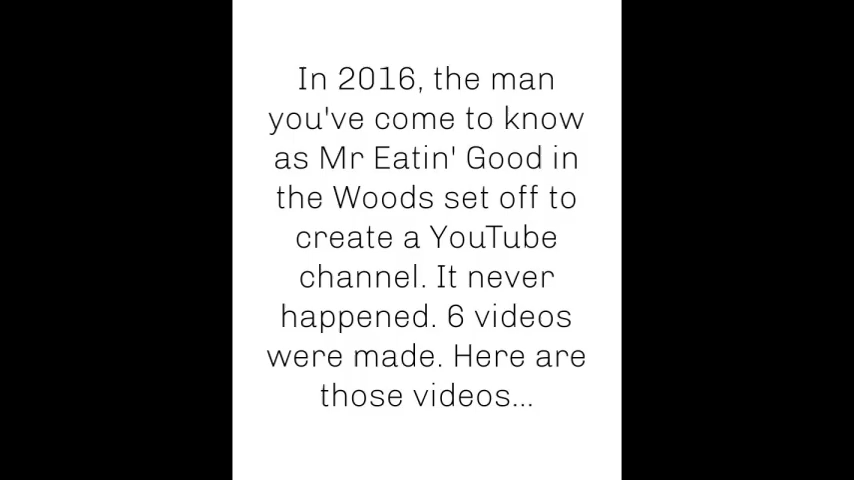 In 2016, the man
you've come to know
as Mr Eatin' Good in
the Woods set off to
create a YouTube
channel. It never
happened. 6 videos
were made. Here are
those videos...